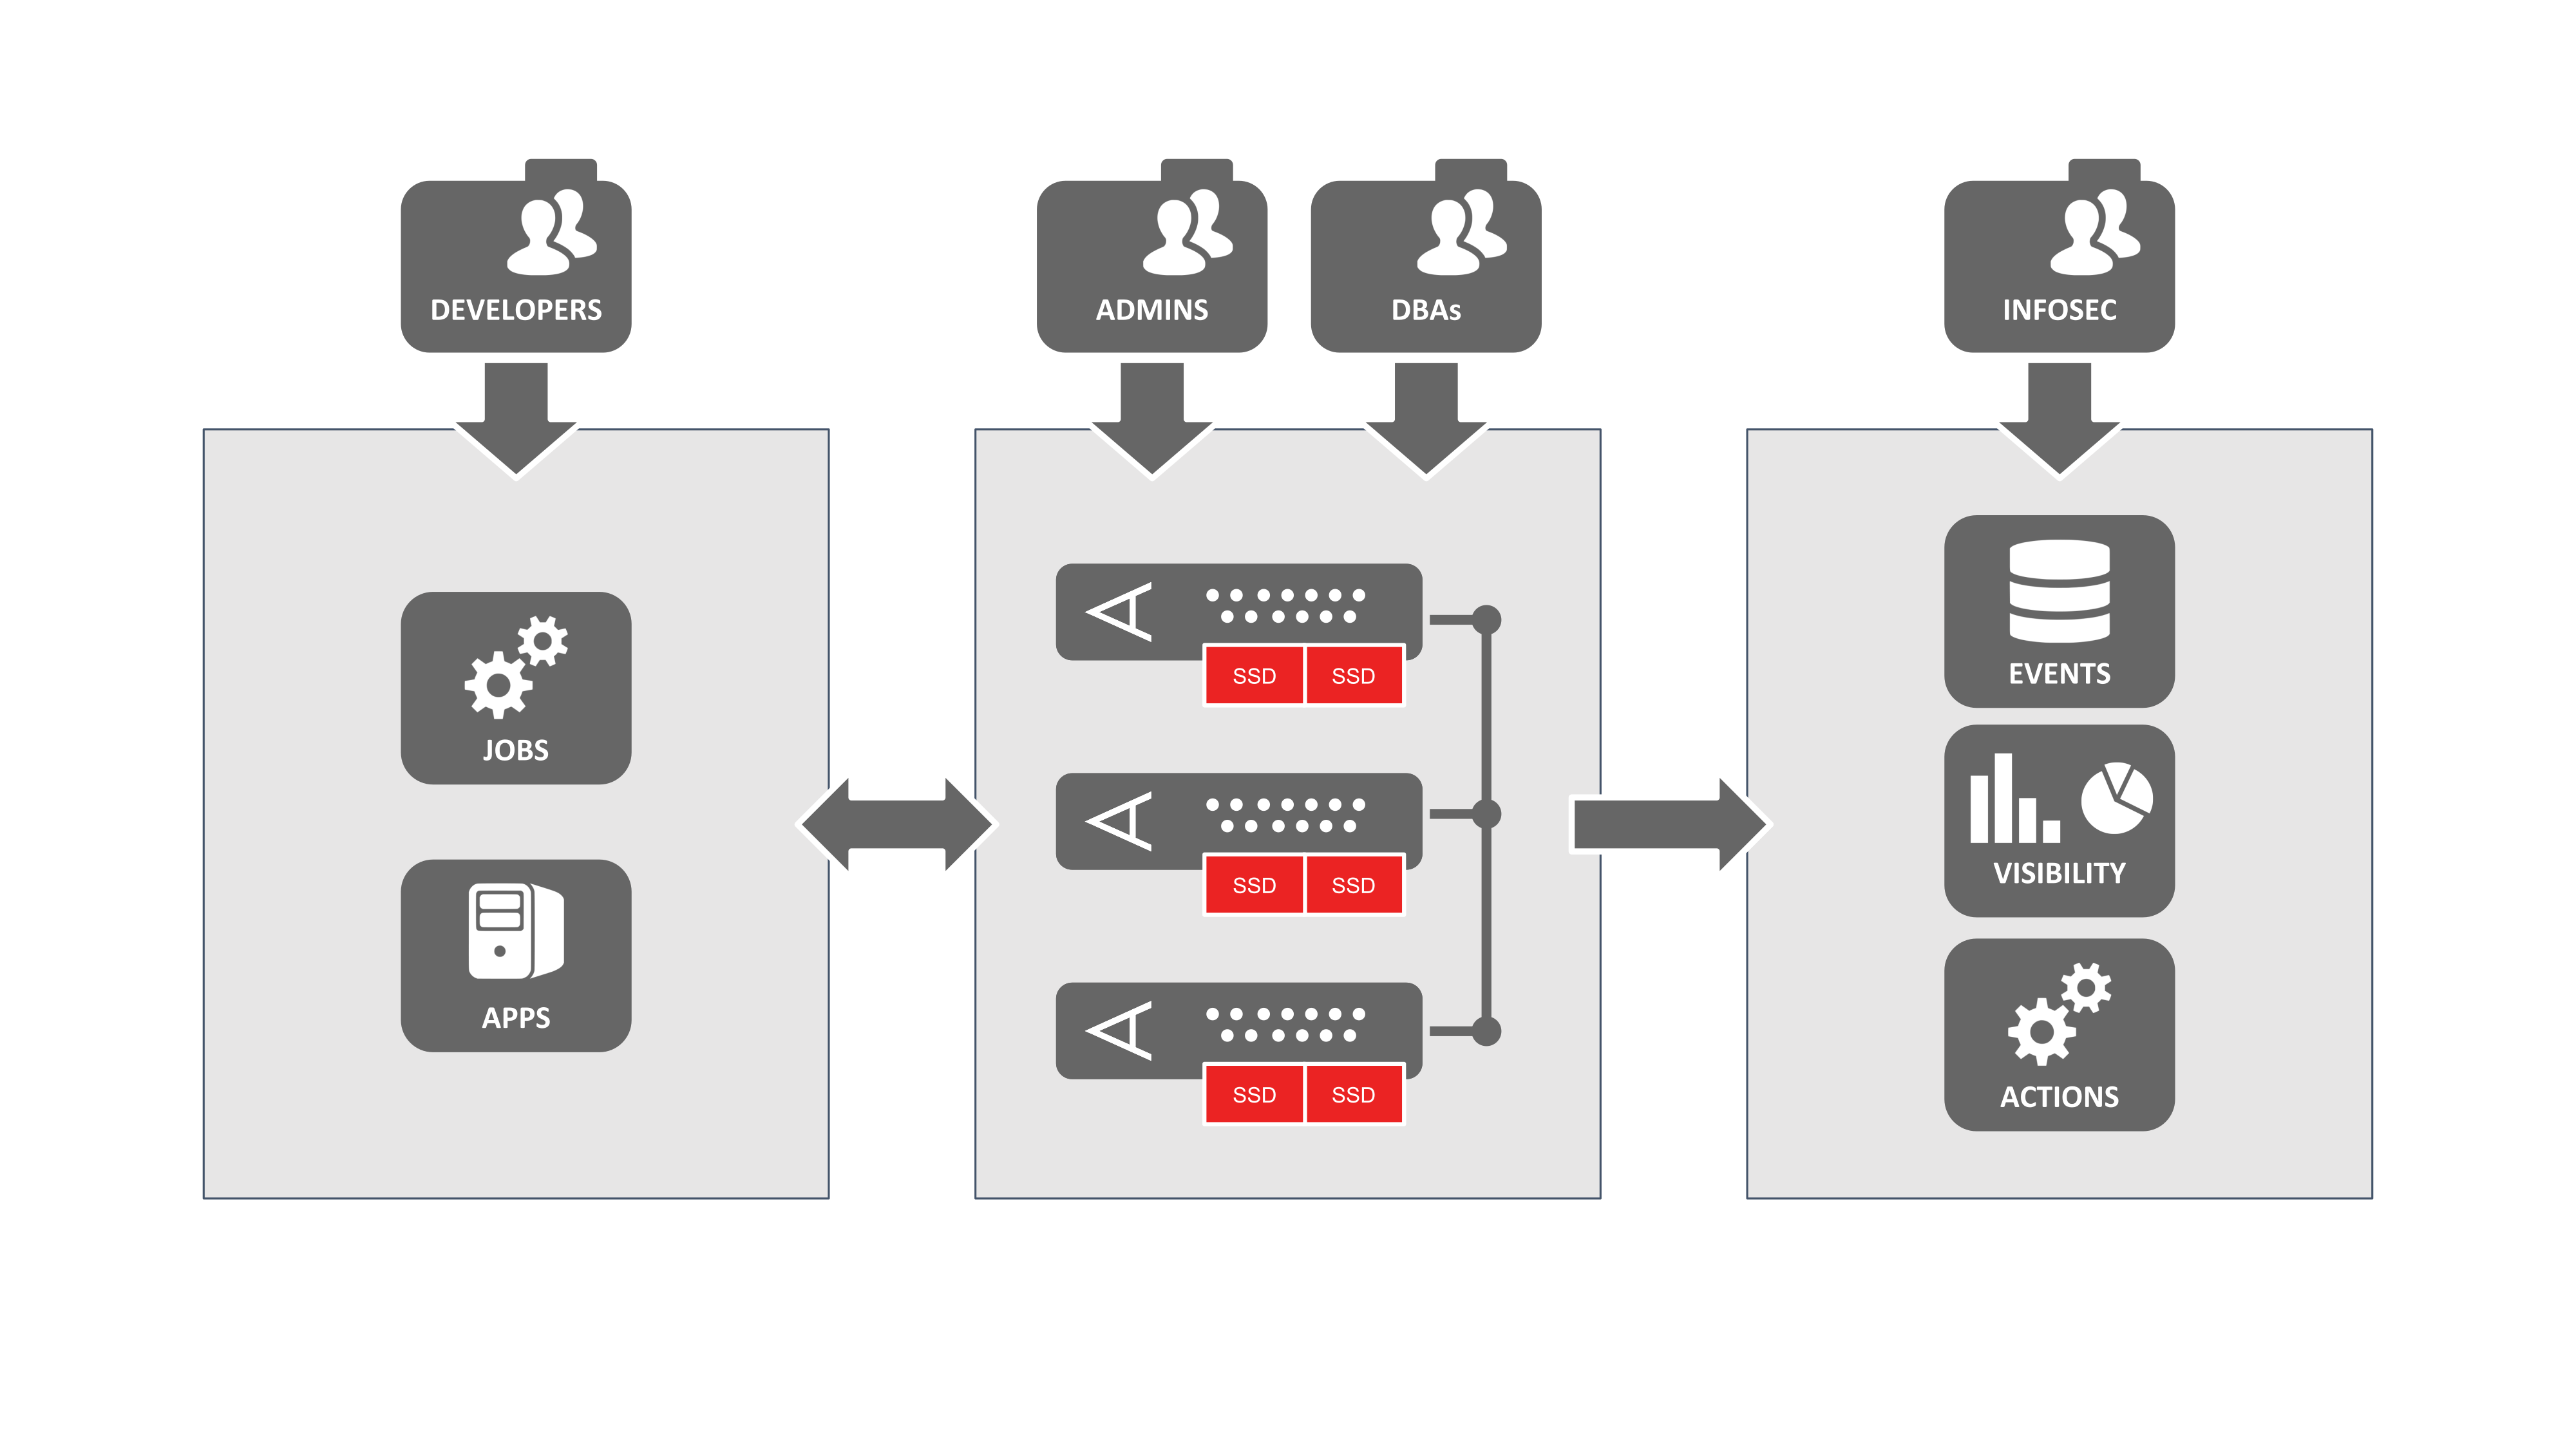 DEVELOPERS
ADMINS
DBAs
INFOSEC
JOBS
APPS
SSD SSD
SSD SSD
SSD SSD
EVENTS
VISIBILITY
ACTIONS